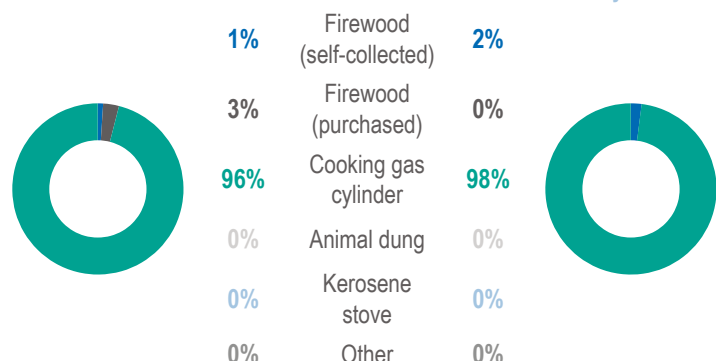 1% Firewood (self-collected) 2%
3% Firewood (purchased) 0%
96% Cooking gas cylinder 98%
0% Animal dung 0%
0% Kerosene stove 0%
0% Other 0%